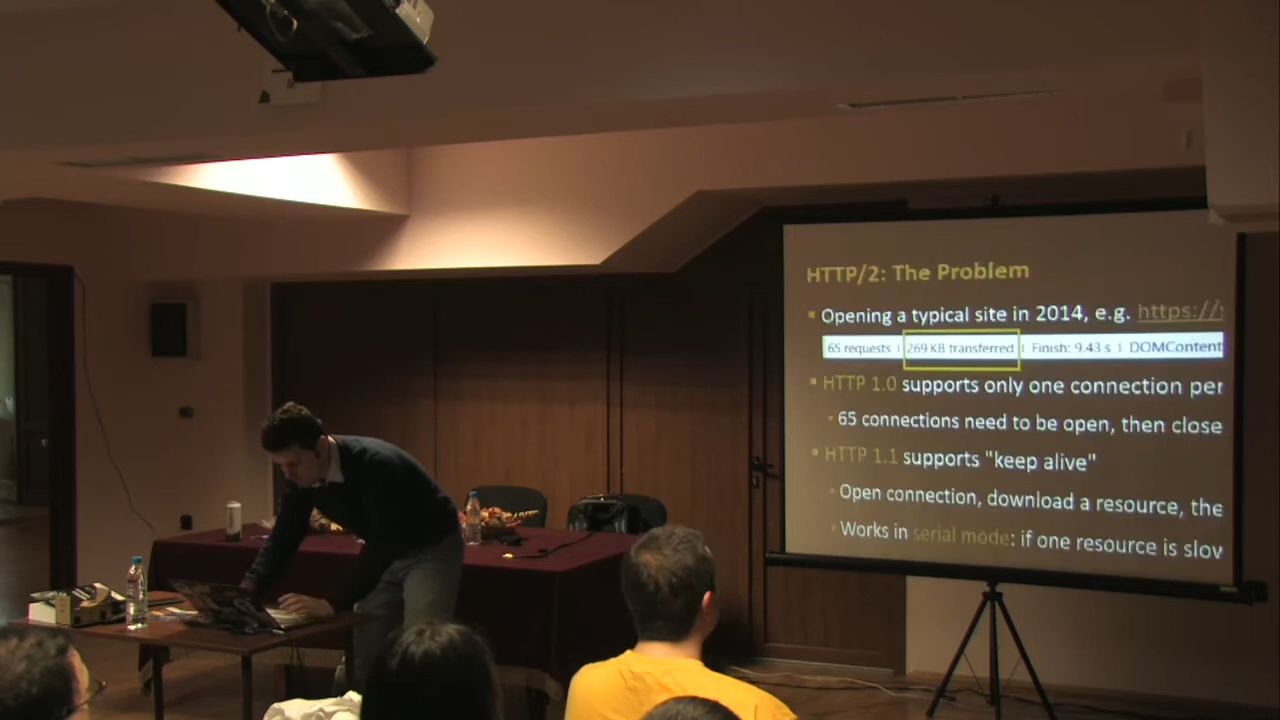 HTTP/2: The Problem
Opening a typical site in 2014, e.g. https://
65 requests | 269 KB transferred | Finish: 9.43 s | DOMContent
HTTP 1.0 supports only one connection per
65 connections need to be open, then close
HTTP 1.1 supports "keep alive"
Open connection, download a resource, the
Works in serial mode: if one resource is slow